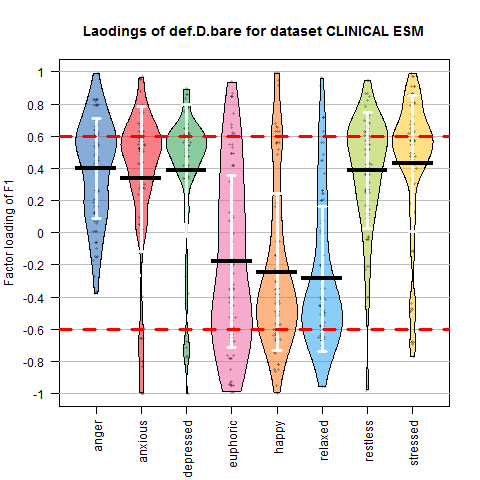 Laodings of def.D.bare for dataset CLINICAL ESM
Factor loading of F1
1
0.8
0.6
0.4
0.2
0
-0.2
-0.4
-0.6
-0.8
-1
anger
anxious
depressed
euphoric
happy
relaxed
restless
stressed